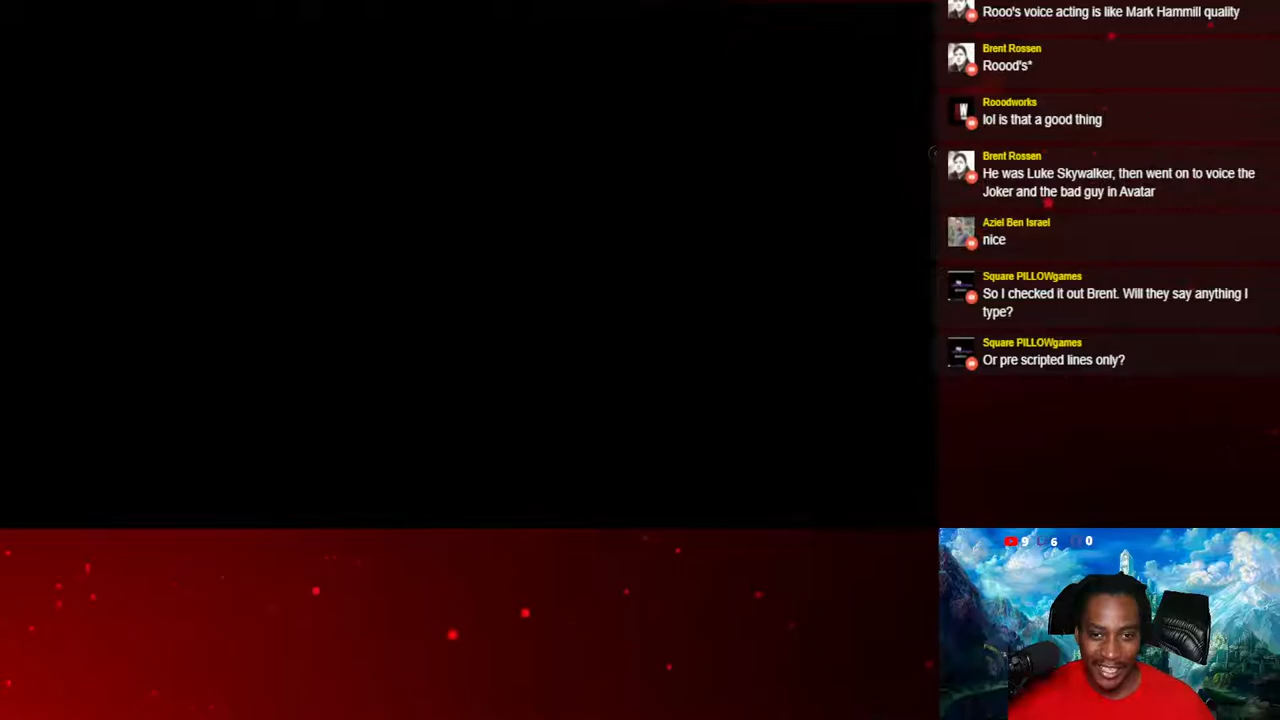 Rooo's voice acting is like Mark Hammill quality
Brent Rossen
Roood's*
Rooodworks
lol is that a good thing
Brent Rossen
He was Luke Skywalker, then went on to voice the
Joker and the bad guy in Avatar
Aziel Ben Israel
nice
Square PILLOWgames
So I checked it out Brent. Will they say anything I
type?
Square PILLOWgames
Or pre scripted lines only?
9 6 0